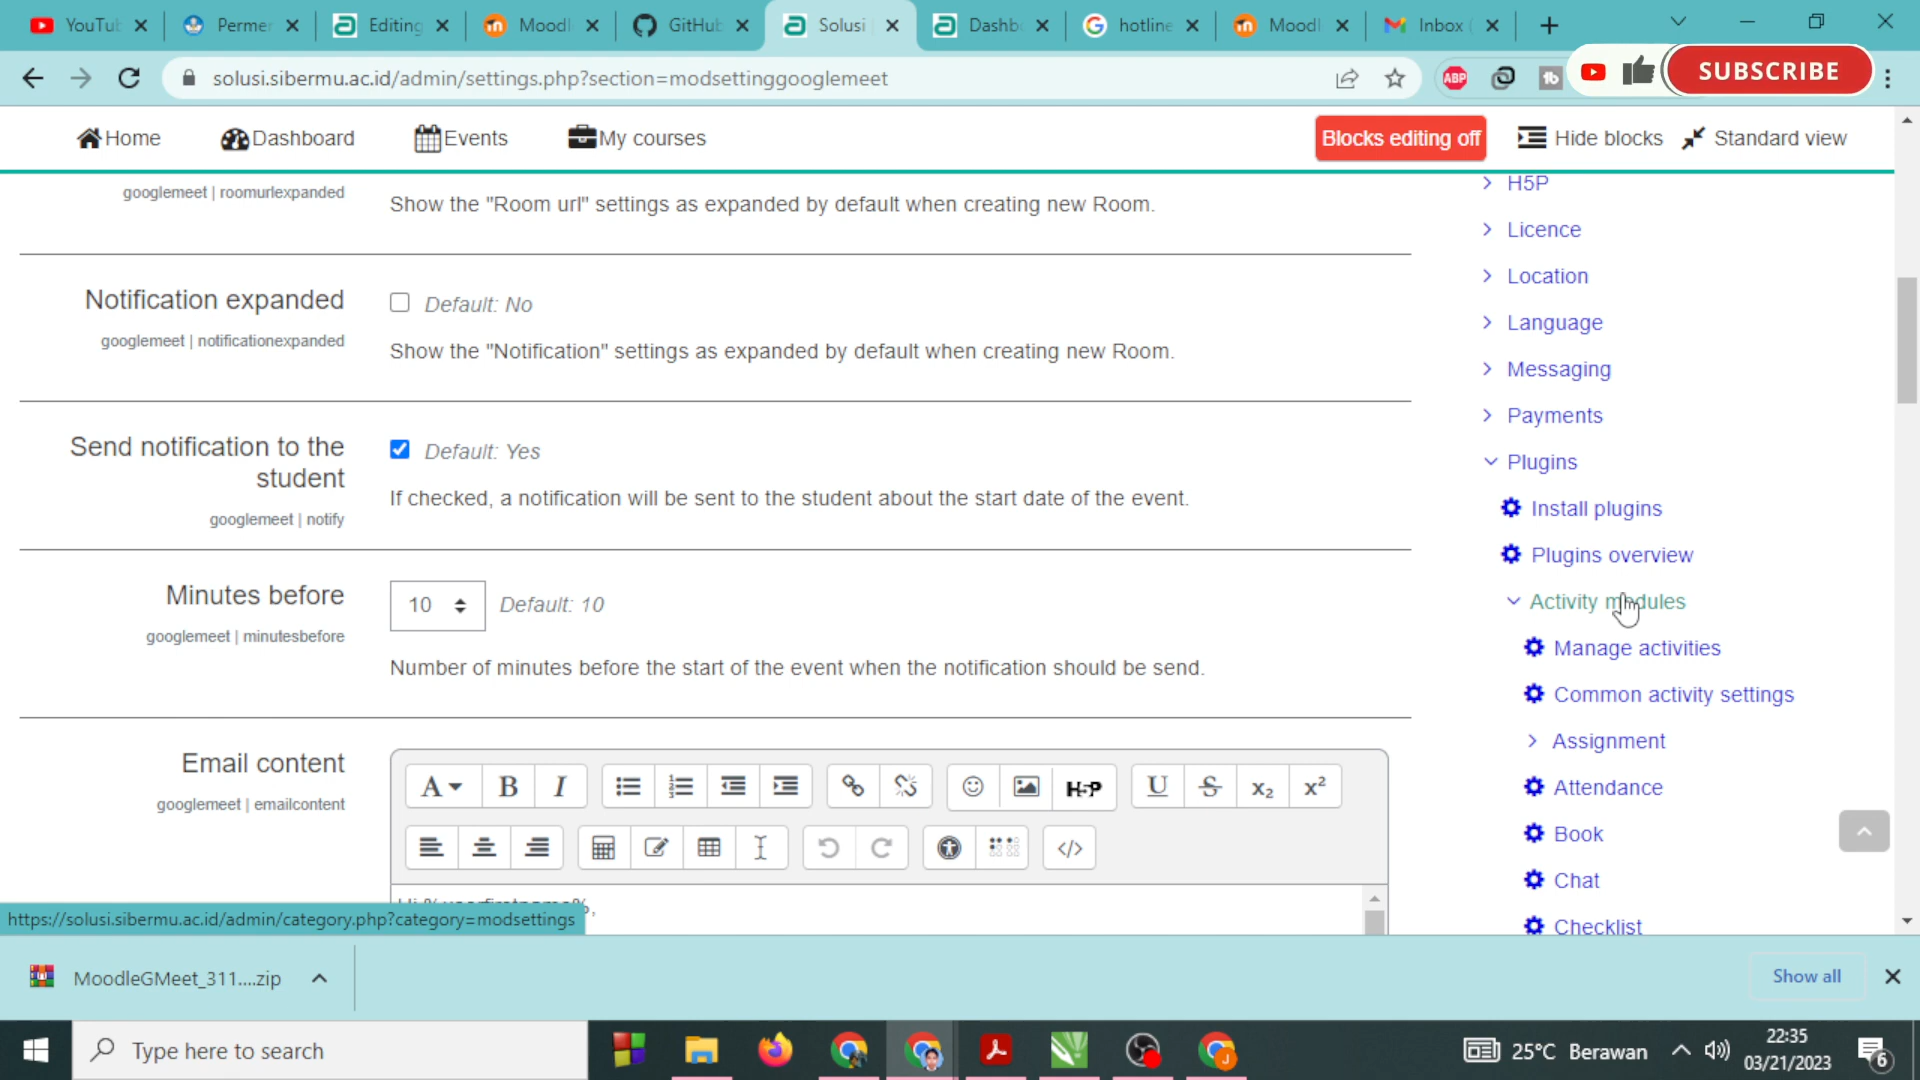 YouTub
Permer
Editing
Moodl
GitHub
Solusi
Dashbo
hotline
Moodl
Inbox (
solusi.sibermu.ac.id/admin/settings.php?section=modsettinggooglemeet
ABP
SUBSCRIBE
Home
Dashboard
Events
My courses
Blocks editing off
Hide blocks
Standard view
googlemeet | roomurlexpanded
Show the "Room url" settings as expanded by default when creating new Room.
Notification expanded
googlemeet | notificationexpanded
Default: No
Show the "Notification" settings as expanded by default when creating new Room.
Send notification to the
student
googlemeet | notify
Default: Yes
If checked, a notification will be sent to the student about the start date of the event.
Minutes before
googlemeet | minutesbefore
10
Default: 10
Number of minutes before the start of the event when the notification should be send.
Email content
googlemeet | emailcontent
A B I
H-P
U S x₂ x²
</>
H5P
Licence
Location
Language
Messaging
Payments
Plugins
Install plugins
Plugins overview
Activity modules
Manage activities
Common activity settings
Assignment
Attendance
Book
Chat
Checklist
https://solusi.sibermu.ac.id/admin/category.php?category=modsettings
MoodleGMeet_311....zip
Show all
Type here to search
25°C Berawan
22:35
03/21/2023
6